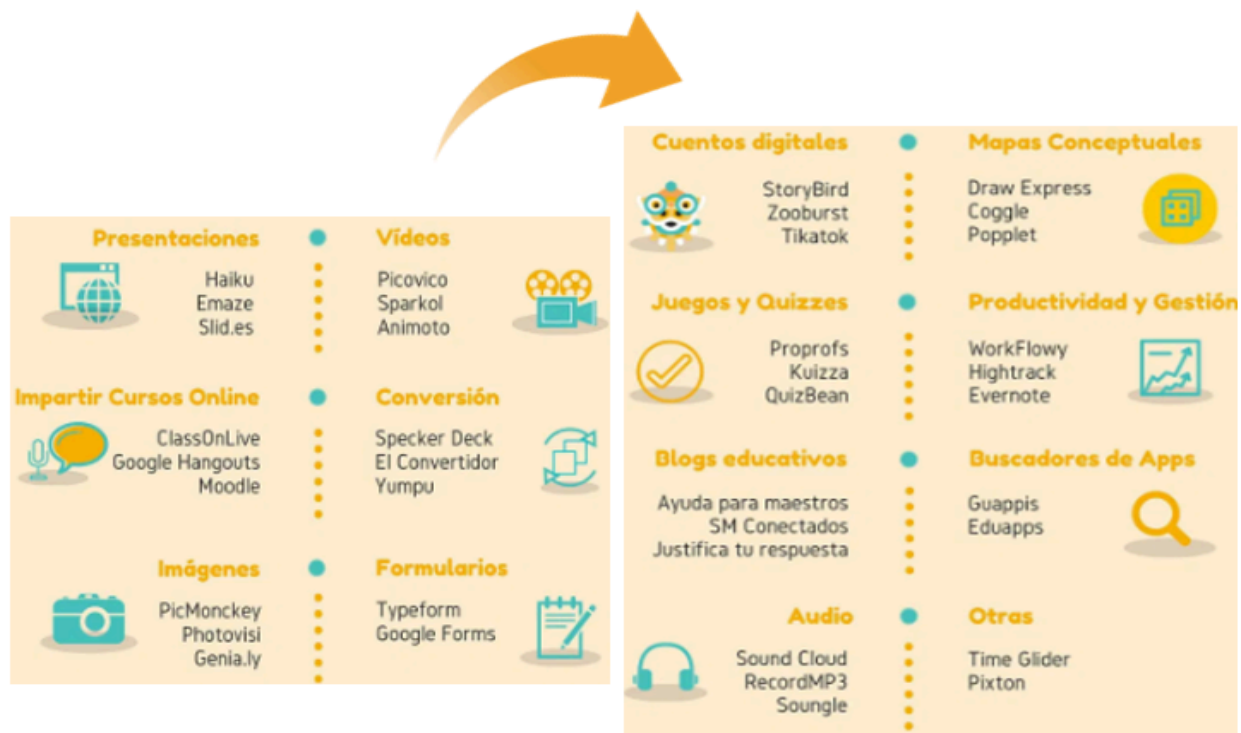 Presentaciones
Haiku
Emaze
Slid.es
Vídeos
Picovico
Sparkol
Animoto
Impartir Cursos Online
ClassOnLive
Google Hangouts
Moodle
Conversión
Specker Deck
El Convertidor
Yumpu
Imágenes
PicMonckey
Photovisi
Genia.ly
Formularios
Typeform
Google Forms
Cuentos digitales
StoryBird
Zooburst
Tikatok
Mapas Conceptuales
Draw Express
Coggle
Popplet
Juegos y Quizzes
Proprofs
Kuizza
QuizBean
Productividad y Gestión
WorkFlowy
Hightrack
Evernote
Blogs educativos
Ayuda para maestros
SM Conectados
Justifica tu respuesta
Buscadores de Apps
Guappis
Eduapps
Audio
Sound Cloud
RecordMP3
Soungle
Otras
Time Glider
Pixton